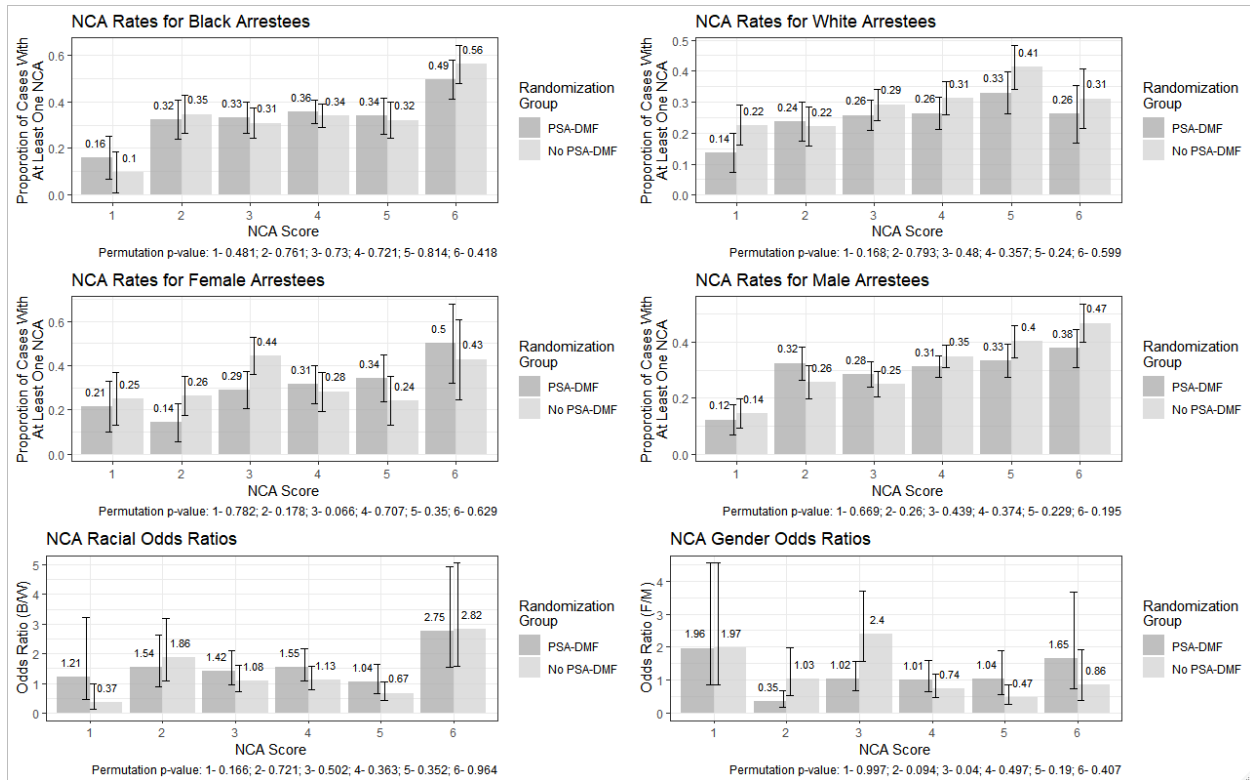 NCA Rates for Black Arrestees
Proporotion of Cases With
At Least One NCA
0.6
0.4
0.2
0.0
0.16
0.1
0.32
0.35
0.33
0.31
0.36
0.34
0.34
0.32
0.49
0.56
1 2 3 4 5 6
NCA Score
Randomization
Group
PSA-DMF
No PSA-DMF
Permutation p-value: 1- 0.481; 2- 0.761; 3- 0.73; 4- 0.721; 5- 0.814; 6- 0.418
NCA Rates for White Arrestees
Proporotion of Cases With
At Least One NCA
0.5
0.4
0.3
0.2
0.1
0.0
0.14
0.22
0.24
0.22
0.26
0.29
0.26
0.31
0.33
0.41
0.26
0.31
1 2 3 4 5 6
NCA Score
Randomization
Group
PSA-DMF
No PSA-DMF
Permutation p-value: 1- 0.168; 2- 0.793; 3- 0.48; 4- 0.357; 5- 0.24; 6- 0.599
NCA Rates for Female Arrestees
Proporotion of Cases With
At Least One NCA
0.6
0.4
0.2
0.0
0.21
0.25
0.14
0.26
0.29
0.44
0.31
0.28
0.34
0.24
0.5
0.43
1 2 3 4 5 6
NCA Score
Randomization
Group
PSA-DMF
No PSA-DMF
Permutation p-value: 1- 0.782; 2- 0.178; 3- 0.066; 4- 0.707; 5- 0.35; 6- 0.629
NCA Rates for Male Arrestees
Proporotion of Cases With
At Least One NCA
0.4
0.2
0.0
0.12
0.14
0.32
0.26
0.28
0.25
0.31
0.35
0.33
0.4
0.38
0.47
1 2 3 4 5 6
NCA Score
Randomization
Group
PSA-DMF
No PSA-DMF
Permutation p-value: 1- 0.669; 2- 0.26; 3- 0.439; 4- 0.374; 5- 0.229; 6- 0.195
NCA Racial Odds Ratios
Odds Ratio (B/W)
5
4
3
2
1
0
1.21
0.37
1.54
1.86
1.42
1.08
1.55
1.13
1.04
0.67
2.75
2.82
1 2 3 4 5 6
NCA Score
Randomization
Group
PSA-DMF
No PSA-DMF
Permutation p-value: 1- 0.166; 2- 0.721; 3- 0.502; 4- 0.363; 5- 0.352; 6- 0.964
NCA Gender Odds Ratios
Odds Ratio (F/M)
4
3
2
1
0
1.96
1.97
0.35
1.03
1.02
2.4
1.01
0.74
1.04
0.47
1.65
0.86
1 2 3 4 5 6
NCA Score
Randomization
Group
PSA-DMF
No PSA-DMF
Permutation p-value: 1- 0.997; 2- 0.094; 3- 0.04; 4- 0.497; 5- 0.19; 6- 0.407